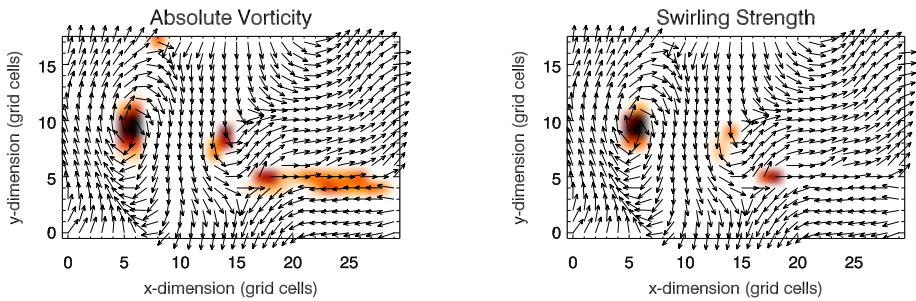 Absolute Vorticity
y-dimension (grid cells)
15
10
5
0
0 5 10 15 20 25
x-dimension (grid cells)
Swirling Strength
y-dimension (grid cells)
15
10
5
0
0 5 10 15 20 25
x-dimension (grid cells)